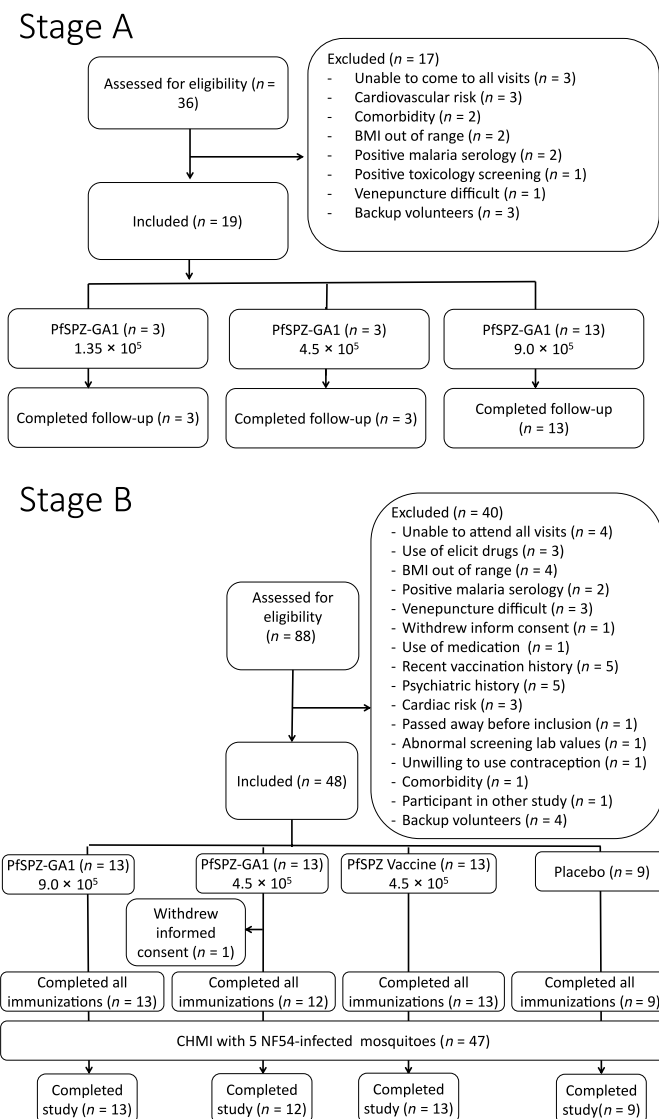 Stage A
Assessed for eligibility (n =
36)
Excluded (n = 17)
- Unable to come to all visits (n = 3)
- Cardiovascular risk (n = 3)
- Comorbidity (n = 2)
- BMI out of range (n = 2)
- Positive malaria serology (n = 2)
- Positive toxicology screening (n = 1)
- Venepuncture difficult (n = 1)
- Backup volunteers (n = 3)
Included (n = 19)
PfSPZ-GA1 (n = 3)
1.35 × 10⁵
PfSPZ-GA1 (n = 3)
4.5 × 10⁵
PfSPZ-GA1 (n = 13)
9.0 × 10⁵
Completed follow-up (n = 3)
Completed follow-up (n = 3)
Completed follow-up
(n = 13)
Stage B
Assessed for
eligibility
(n = 88)
Excluded (n = 40)
- Unable to attend all visits (n = 4)
- Use of elicit drugs (n = 3)
- BMI out of range (n = 4)
- Positive malaria serology (n = 2)
- Venepuncture difficult (n = 3)
- Withdrew inform consent (n = 1)
- Use of medication (n = 1)
- Recent vaccination history (n = 5)
- Psychiatric history (n = 5)
- Cardiac risk (n = 3)
- Passed away before inclusion (n = 1)
- Abnormal screening lab values (n = 1)
- Unwilling to use contraception (n = 1)
- Comorbidity (n = 1)
- Participant in other study (n = 1)
- Backup volunteers (n = 4)
Included (n = 48)
PfSPZ-GA1 (n = 13)
9.0 × 10⁵
PfSPZ-GA1 (n = 13)
4.5 × 10⁵
PfSPZ Vaccine (n = 13)
4.5 × 10⁵
Placebo (n = 9)
Withdrew
informed
consent (n = 1)
Completed all
immunizations (n = 13)
Completed all
immunizations (n = 12)
Completed all
immunizations (n = 13)
Completed all
immunizations (n = 9)
CHMI with 5 NF54-infected mosquitoes (n = 47)
Completed
study (n = 13)
Completed
study (n = 12)
Completed
study (n = 13)
Completed
study(n = 9)